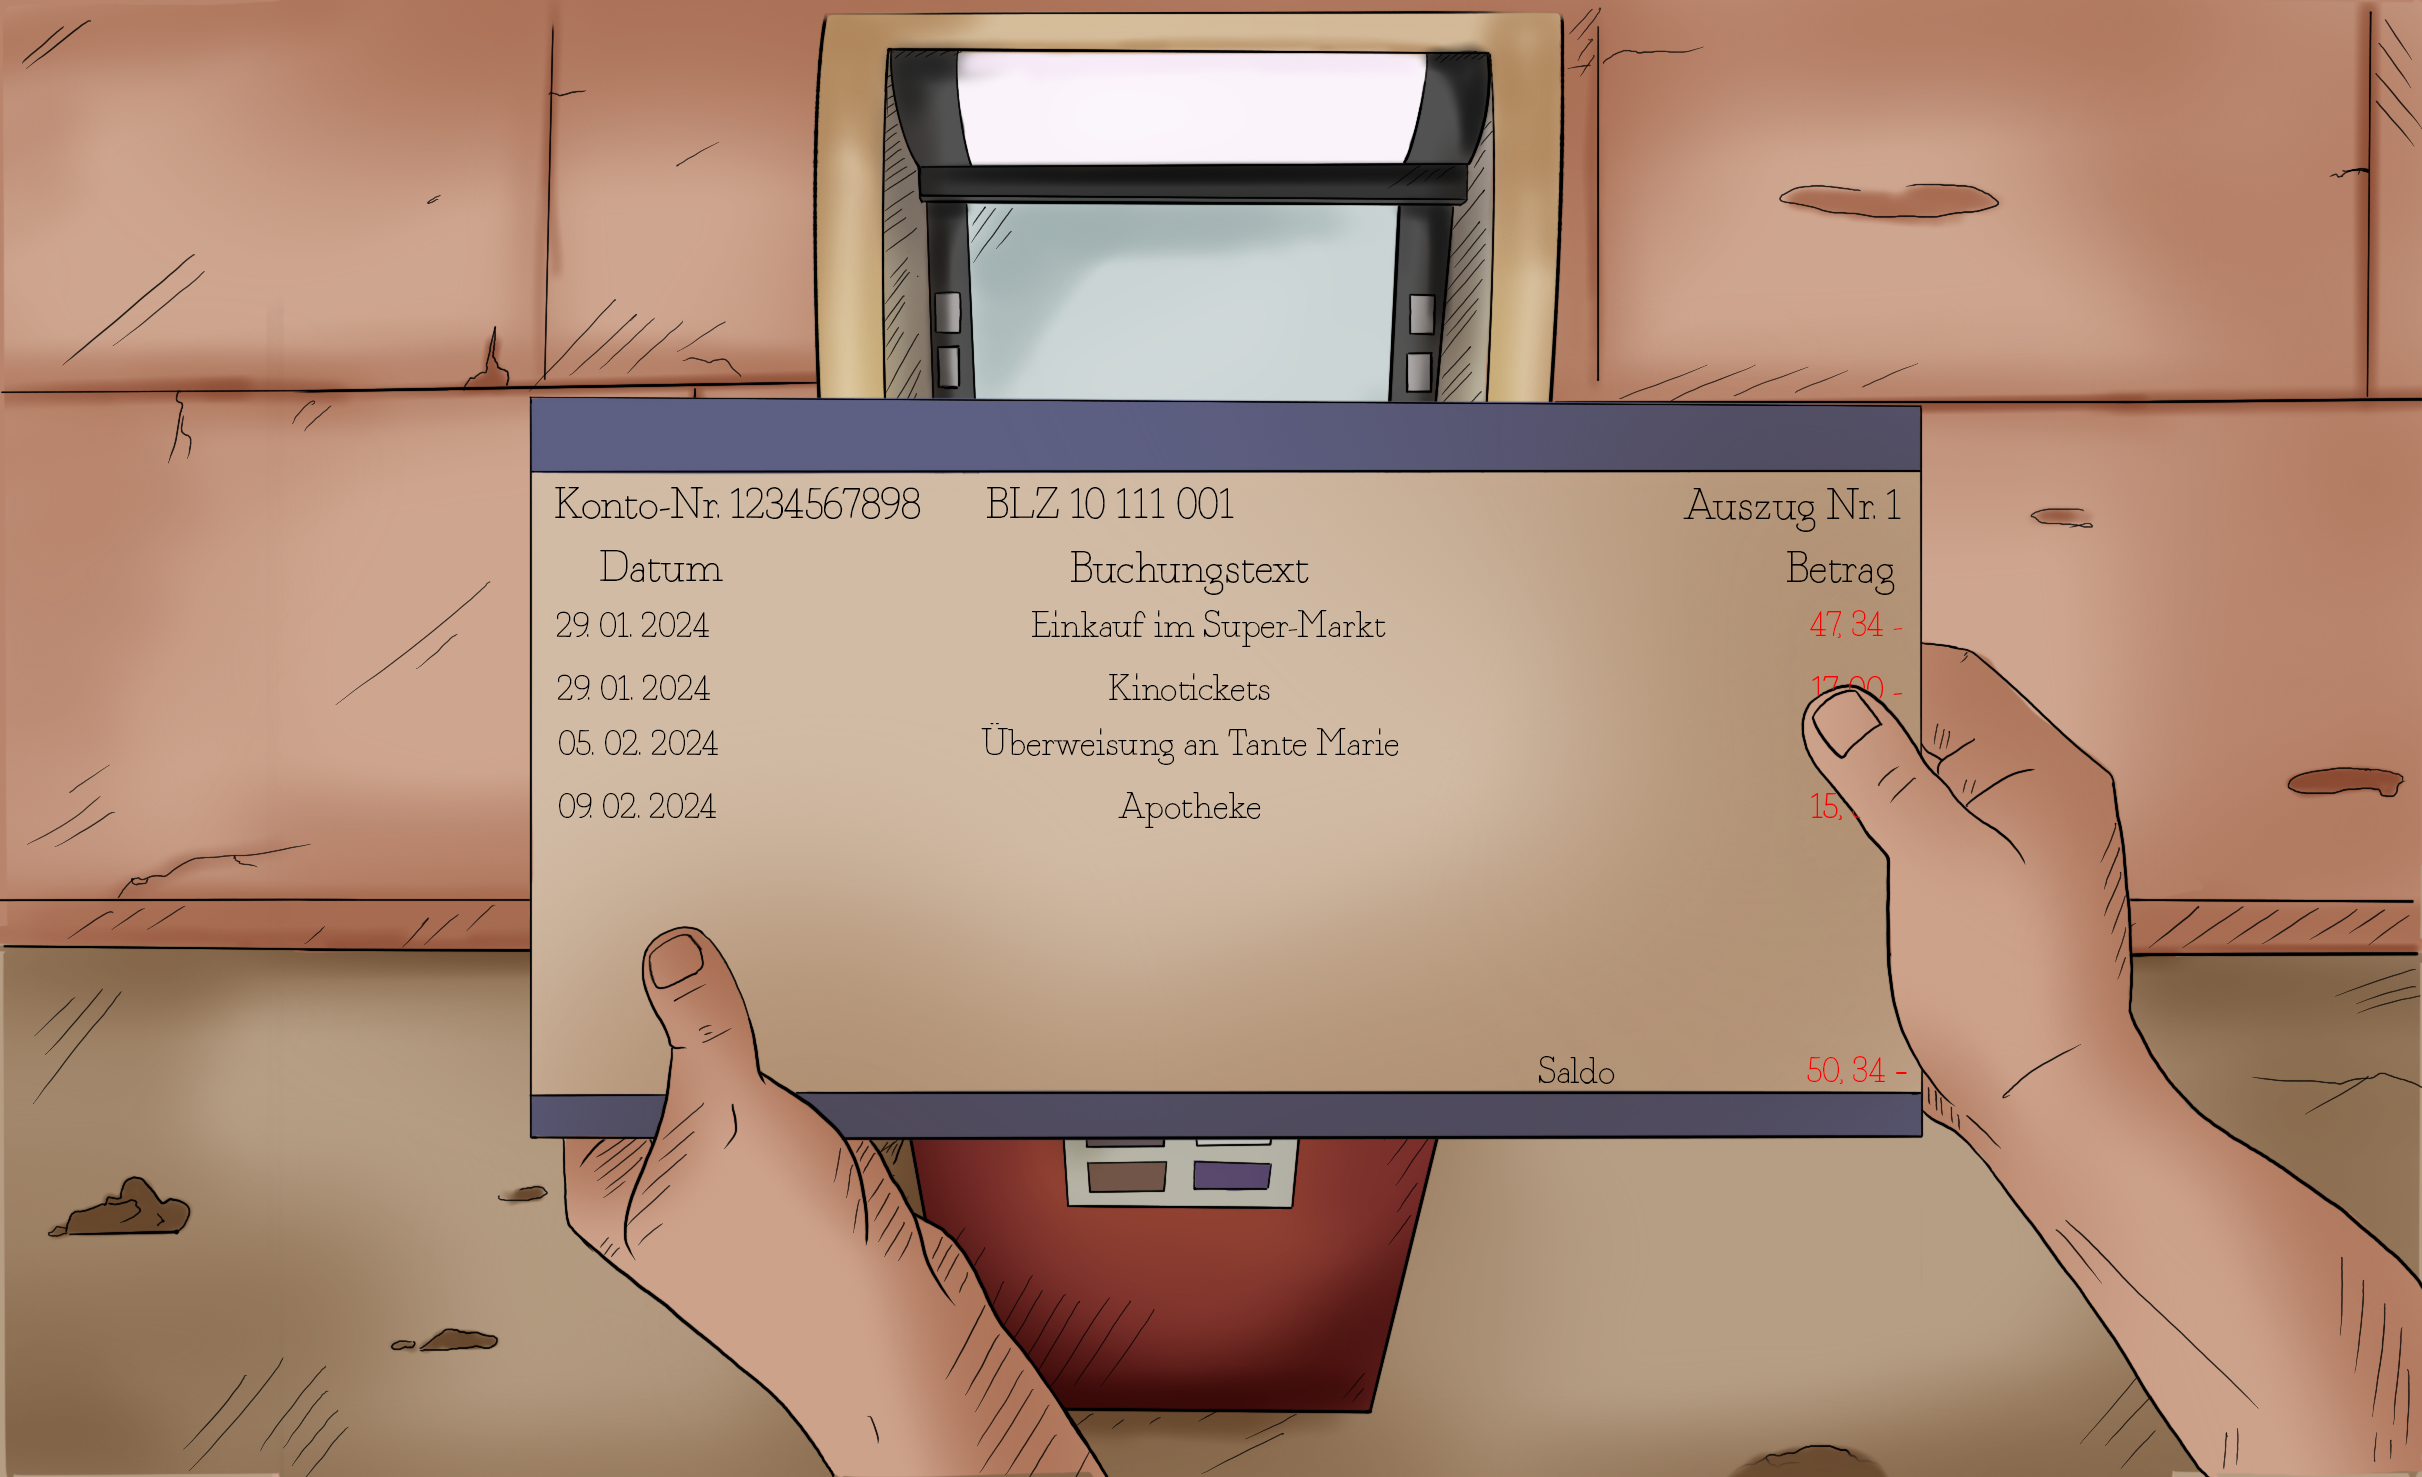 Konto-Nr. 1234567898 BLZ 10 111 001 Auszug Nr. 1
Datum Buchungstext Betrag
29. 01. 2024 Einkauf im Super-Markt 47, 34 -
29. 01. 2024 Kinotickets
05. 02. 2024 Überweisung an Tante Marie
09. 02. 2024 Apotheke 15,
Saldo 50, 34 -